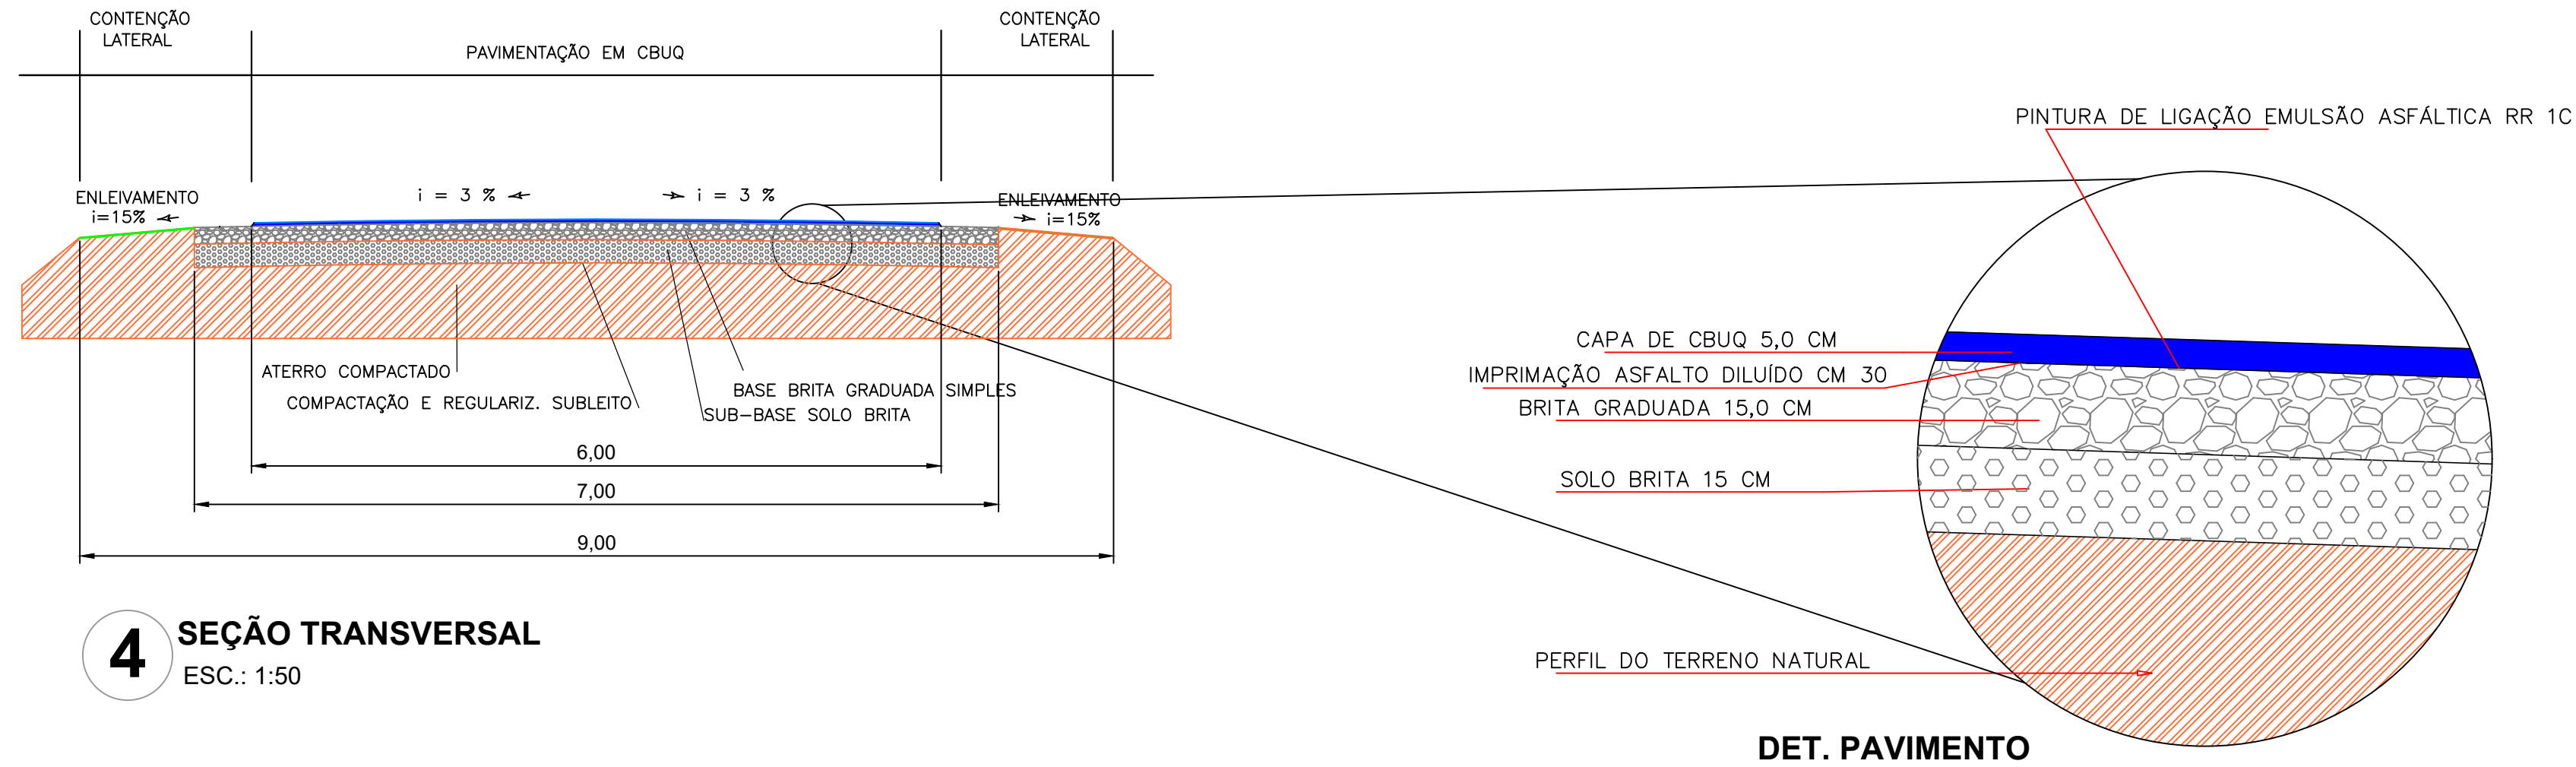 CONTENÇÃO
LATERAL
PAVIMENTAÇÃO EM CBUQ
CONTENÇÃO
LATERAL
ENLEIVAMENTO
i=15%
i = 3 %
i = 3 %
ENLEIVAMENTO
i=15%
ATERRO COMPACTADO
COMPACTAÇÃO E REGULARIZ. SUBLEITO
BASE BRITA GRADUADA SIMPLES
SUB-BASE SOLO BRITA
6,00
7,00
9,00
4
SEÇÃO TRANSVERSAL
ESC.: 1:50
PINTURA DE LIGAÇÃO EMULSÃO ASFÁLTICA RR 1C
CAPA DE CBUQ 5,0 CM
IMPRIMAÇÃO ASFALTO DILUÍDO CM 30
BRITA GRADUADA 15,0 CM
SOLO BRITA 15 CM
PERFIL DO TERRENO NATURAL
DET. PAVIMENTO